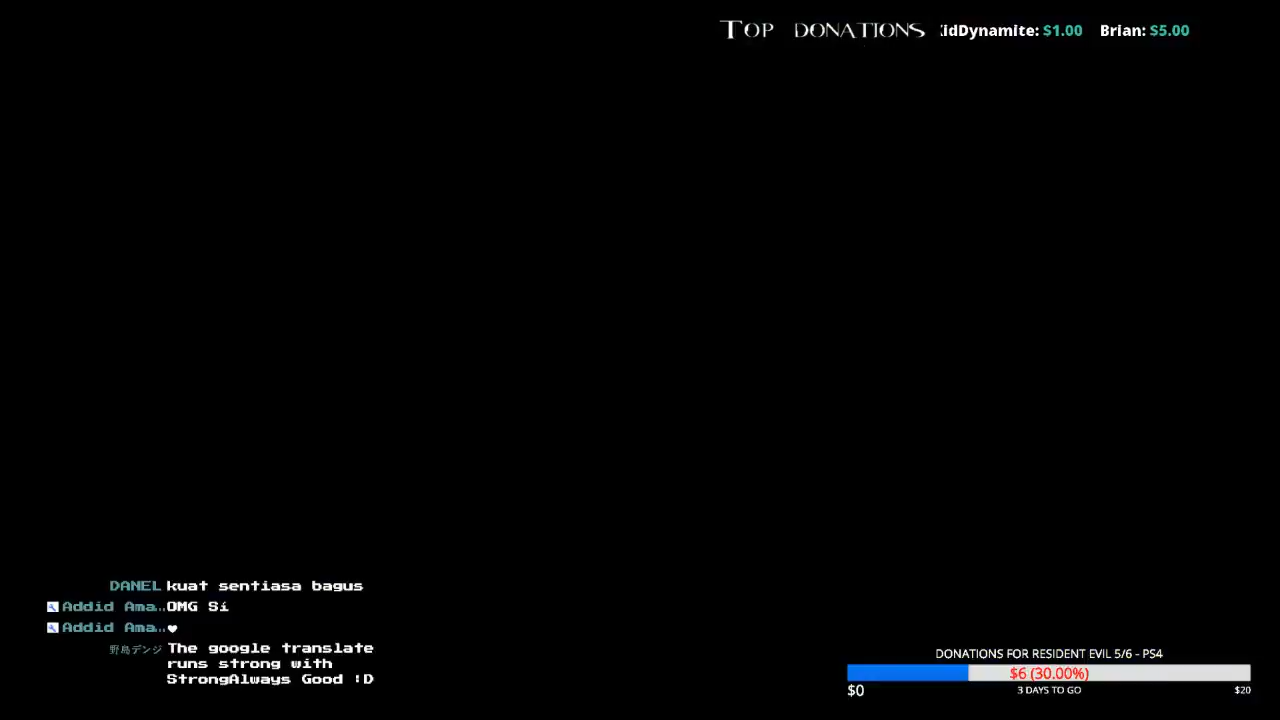 TOP DONATIONS idDynamite: $1.00 Brian: $5.00
DANEL kuat sentiasa bagus
Addid Ama.. OMG Sí
Addid Ama.. ♥
野島デンジ The google translate
runs strong with
StrongAlways Good :D
DONATIONS FOR RESIDENT EVIL 5/6 - PS4
$6 (30.00%)
$0 3 DAYS TO GO $20